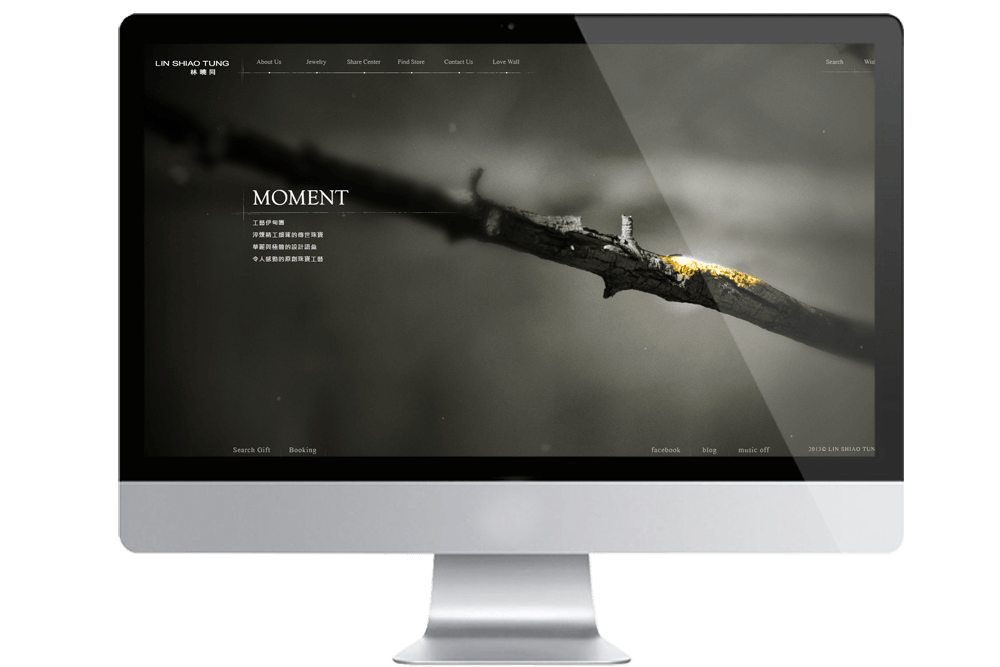 LIN SHIAO TUNG
林曉同
About Us Jewelry Share Center Find Store Contact Us Love Wall
Search
MOMENT
工藝伊甸園
淬鍊精工細琢的傳世珠寶
華麗與極簡的設計語彙
令人感動的原創珠寶工藝
Search Gift Booking
facebook blog music off
2013© LIN SHIAO TUN